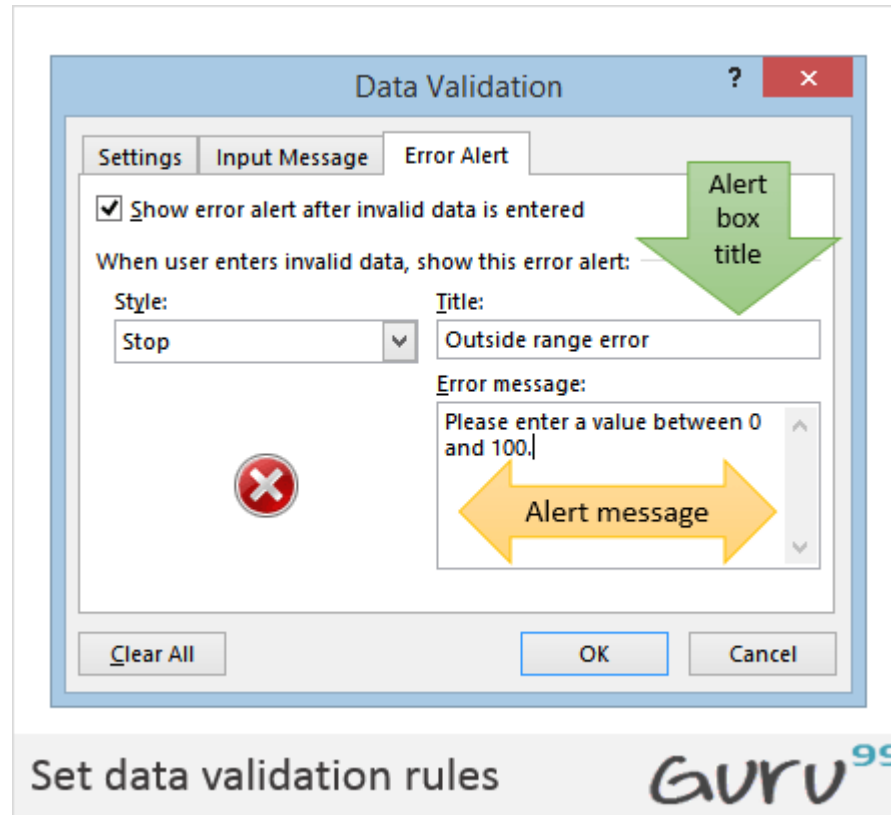 Data Validation ?
Settings Input Message Error Alert
Show error alert after invalid data is entered
Alert
box
title
When user enters invalid data, show this error alert:
Style: Title:
Stop Outside range error
Error message:
Please enter a value between 0
and 100.
Alert message
Clear All OK Cancel
Set data validation rules Guru99